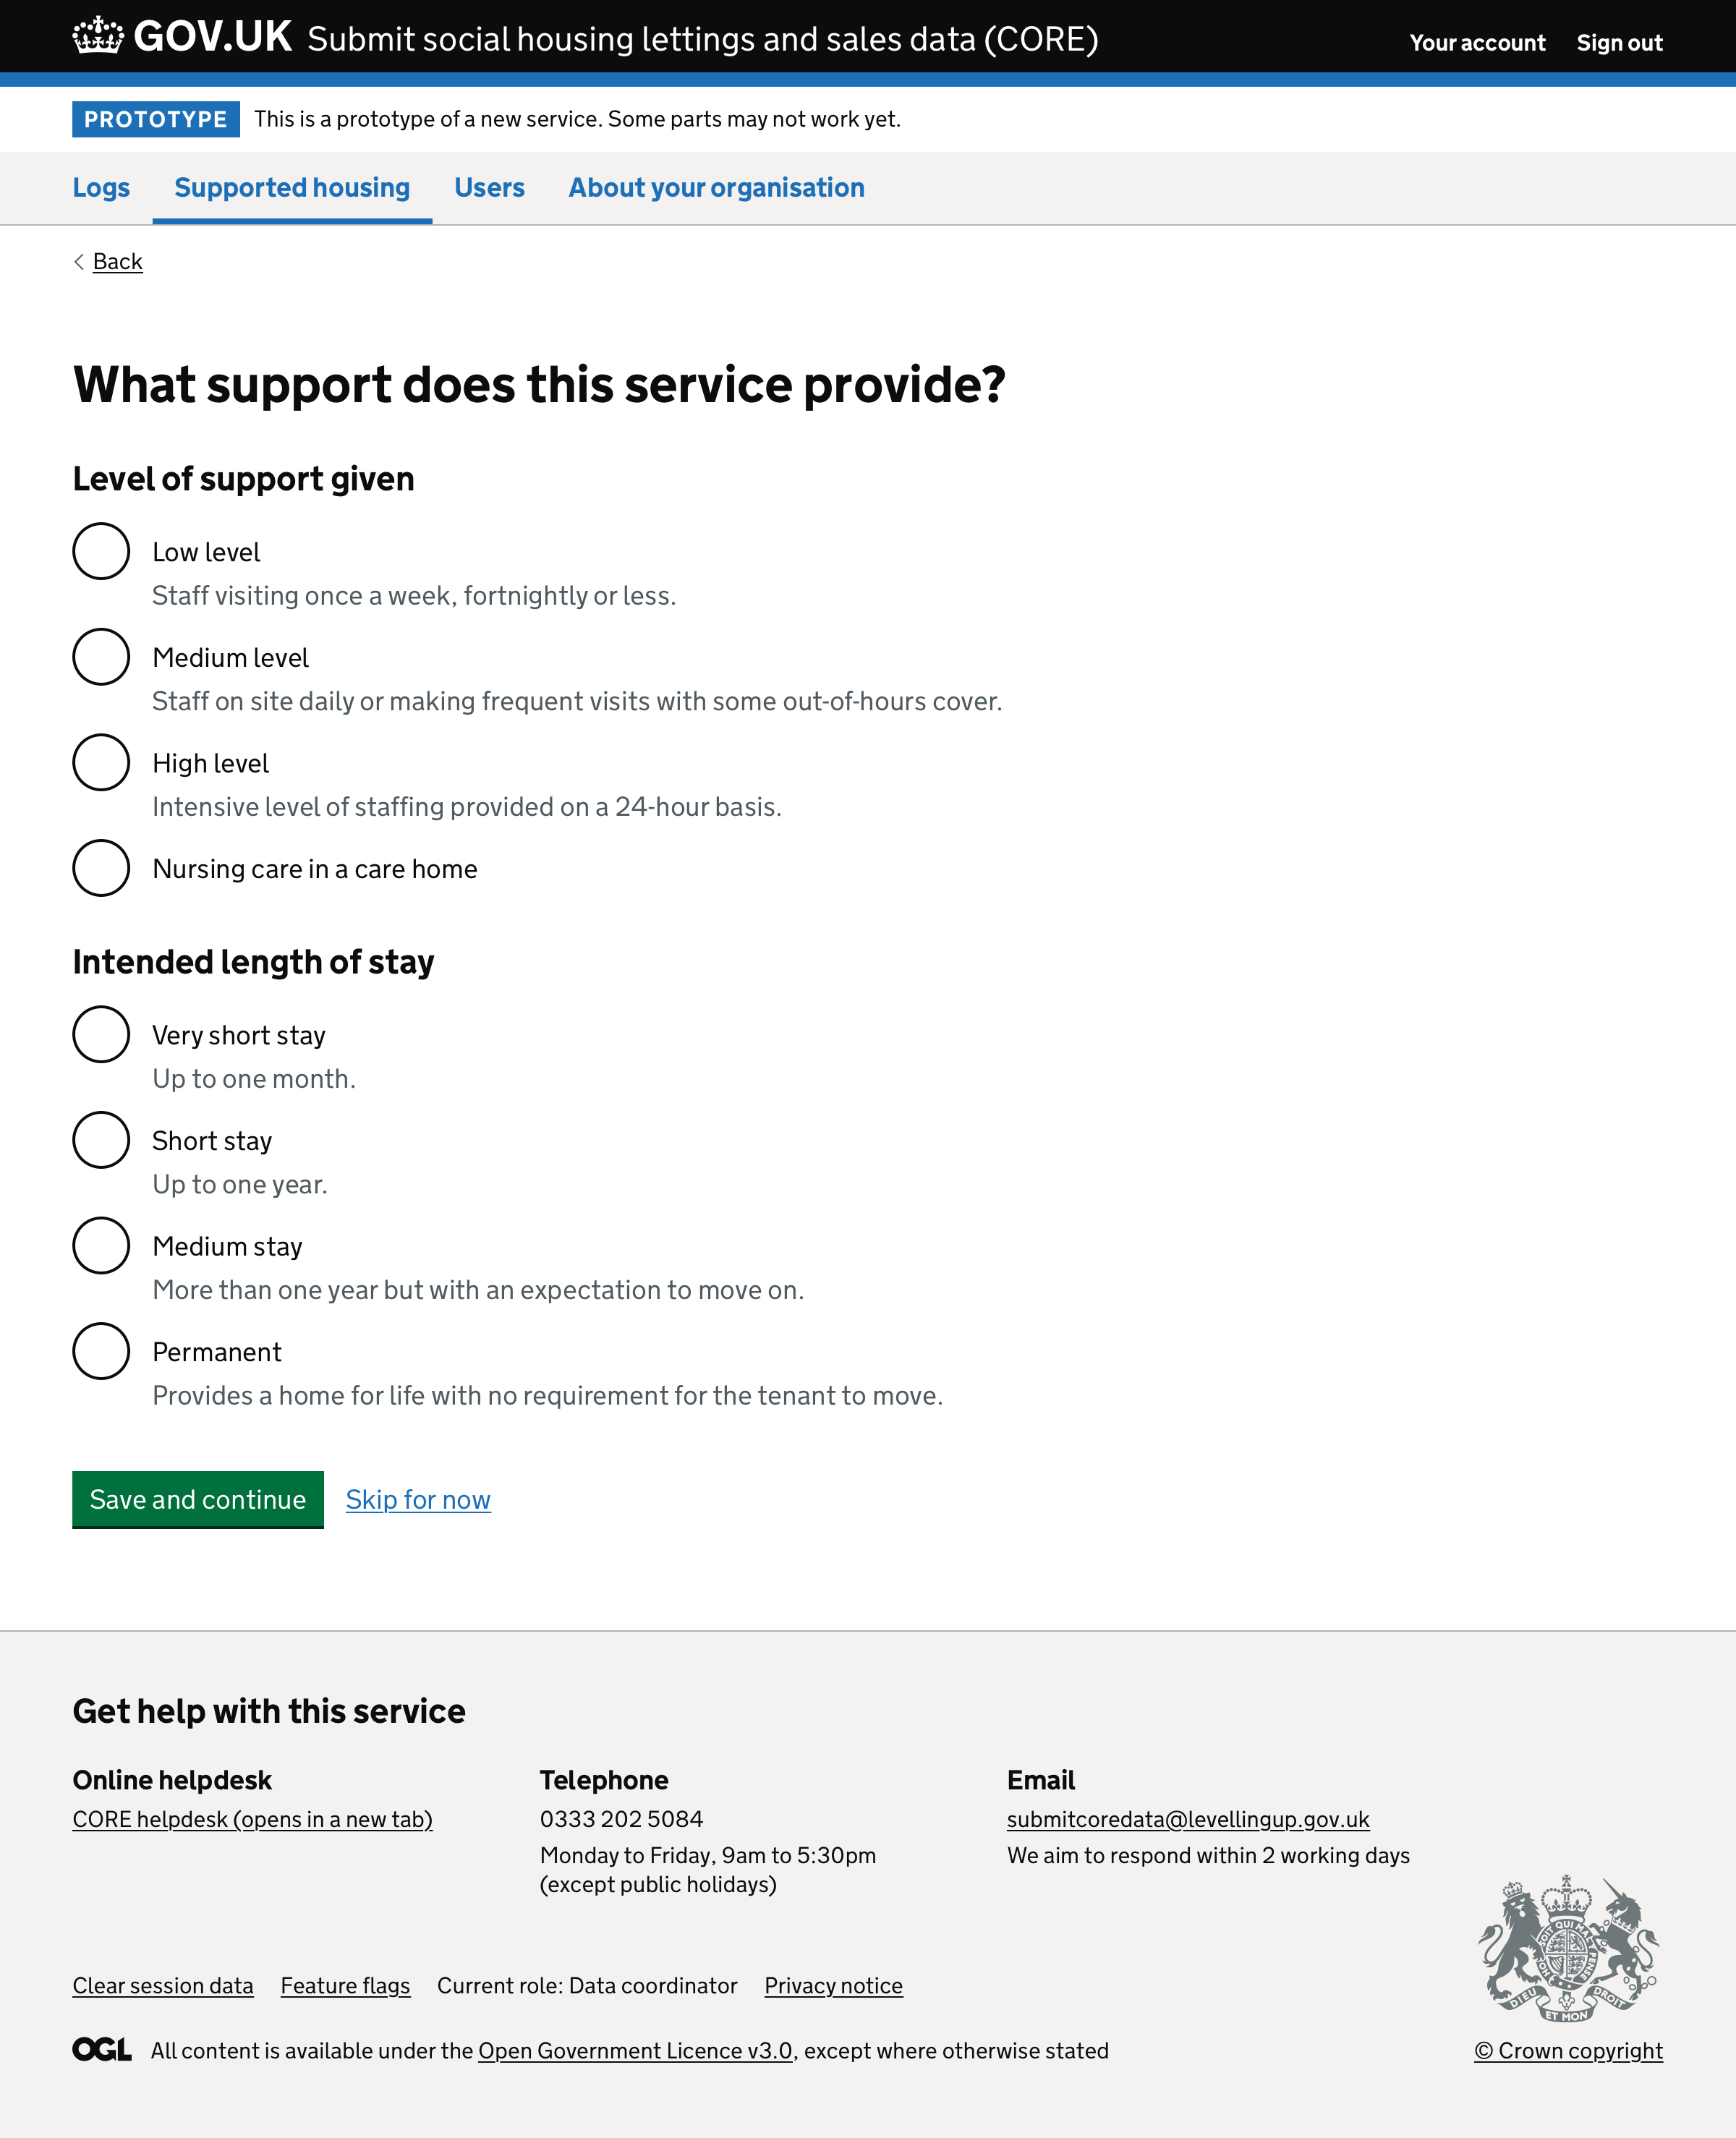 GOV.UK Submit social housing lettings and sales data (CORE) Your account Sign out
PROTOTYPE This is a prototype of a new service. Some parts may not work yet.
Logs Supported housing Users About your organisation
Back
What support does this service provide?
Level of support given
Low level
Staff visiting once a week, fortnightly or less.
Medium level
Staff on site daily or making frequent visits with some out-of-hours cover.
High level
Intensive level of staffing provided on a 24-hour basis.
Nursing care in a care home
Intended length of stay
Very short stay
Up to one month.
Short stay
Up to one year.
Medium stay
More than one year but with an expectation to move on.
Permanent
Provides a home for life with no requirement for the tenant to move.
Save and continue Skip for now
Get help with this service
Online helpdesk
CORE helpdesk (opens in a new tab)
Telephone
0333 202 5084
Monday to Friday, 9am to 5:30pm
(except public holidays)
Email
submitcoredata@levellingup.gov.uk
We aim to respond within 2 working days
Clear session data Feature flags Current role: Data coordinator Privacy notice
OGL All content is available under the Open Government Licence v3.0, except where otherwise stated
DIEU ET MON DROIT
© Crown copyright